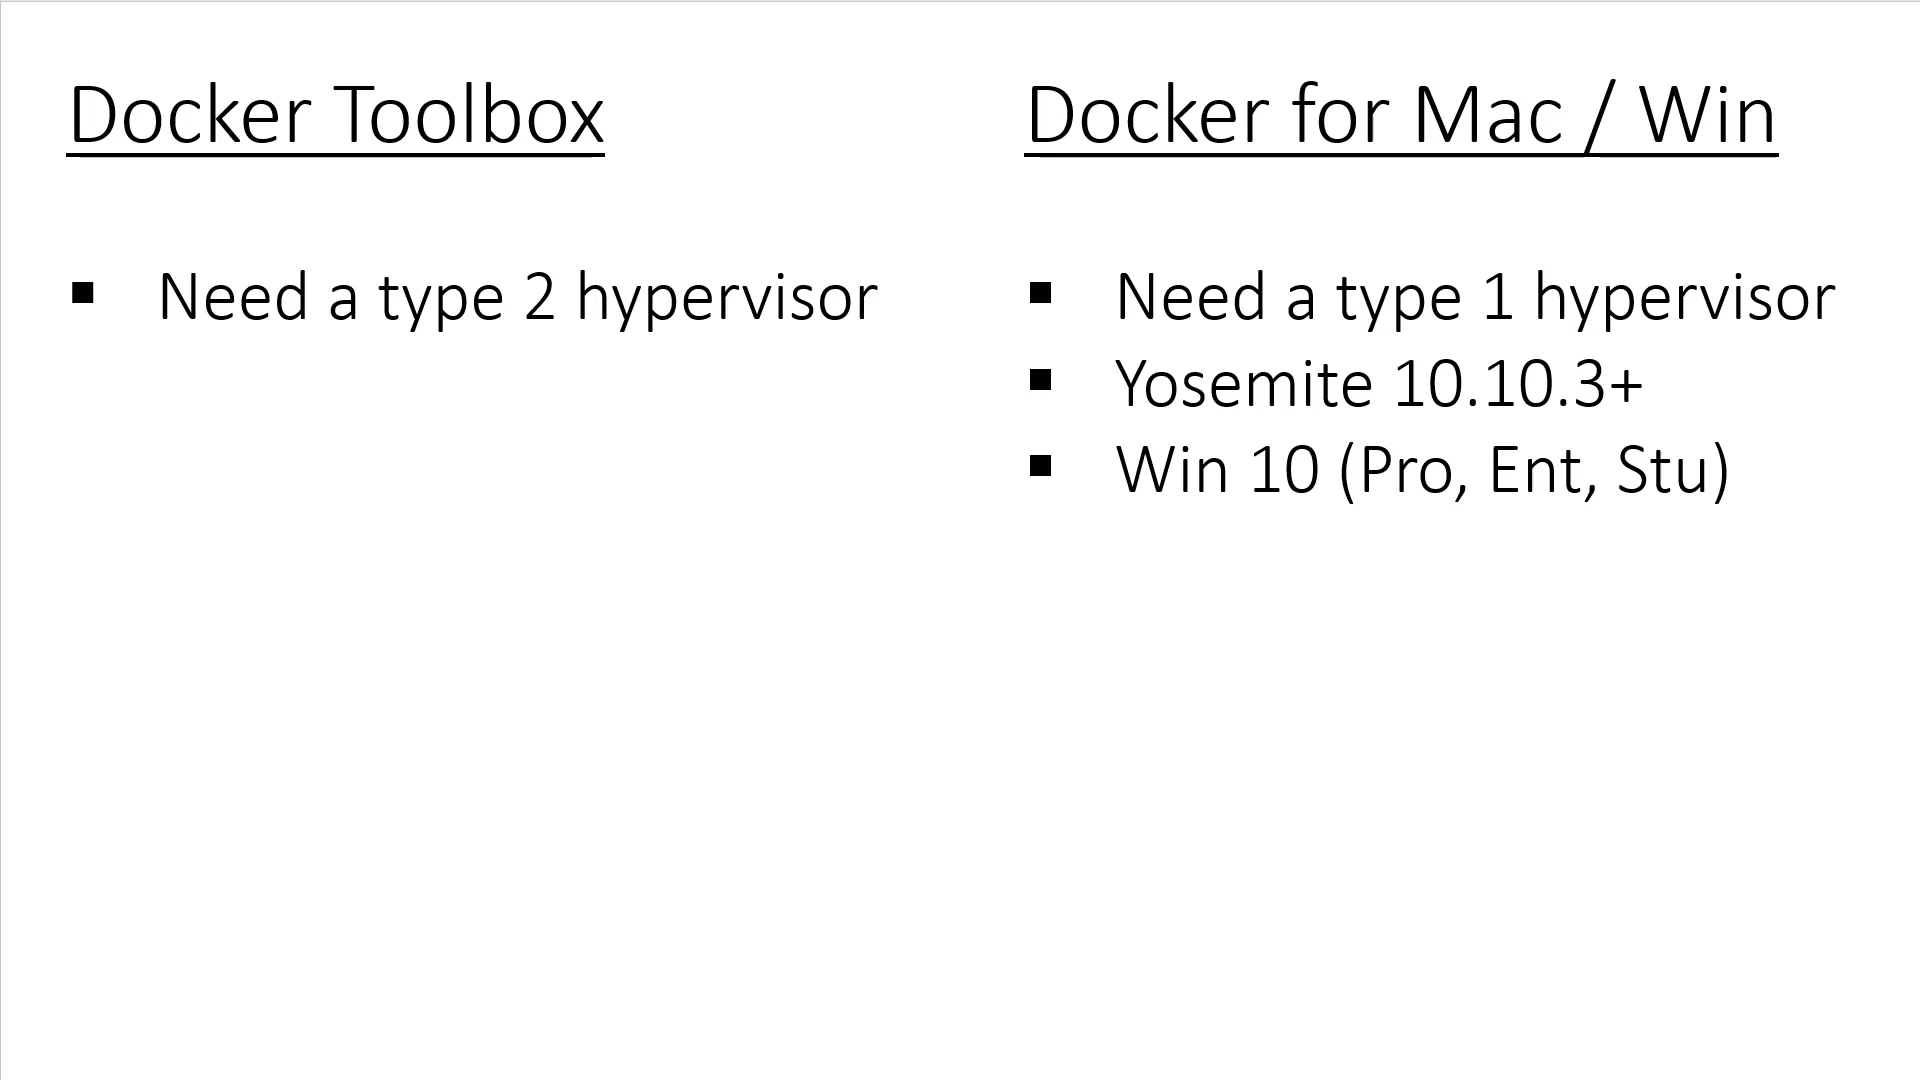 Docker Toolbox
▪ Need a type 2 hypervisor
Docker for Mac / Win
▪ Need a type 1 hypervisor
▪ Yosemite 10.10.3+
▪ Win 10 (Pro, Ent, Stu)